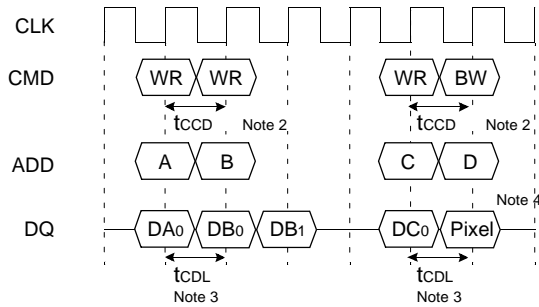 CLK
CMD WR WR WR BW
tCCD Note 2 tCCD Note 2
ADD A B C D
Note 4
DQ DA0 DB0 DB1 DC0 Pixel
tCDL tCDL
Note 3 Note 3